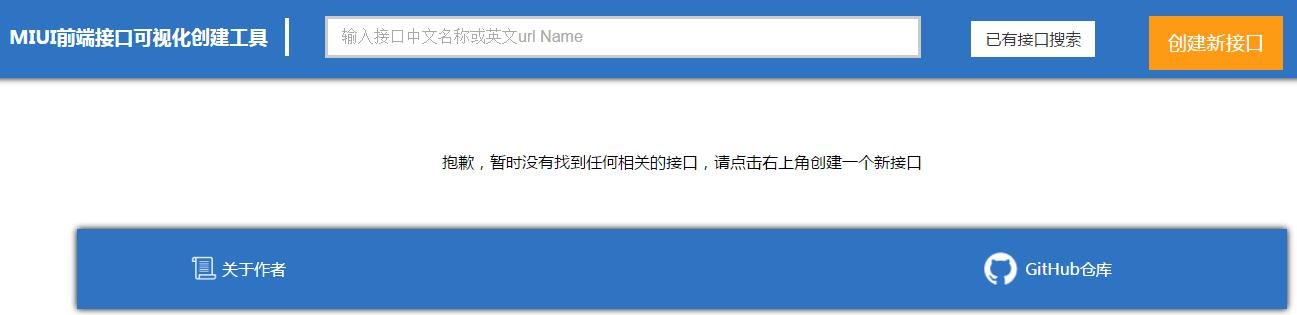 MIUI前端接口可视化创建工具
输入接口中文名称或英文url Name
已有接口搜索
创建新接口
抱歉，暂时没有找到任何相关的接口，请点击右上角创建一个新接口
关于作者
GitHub仓库